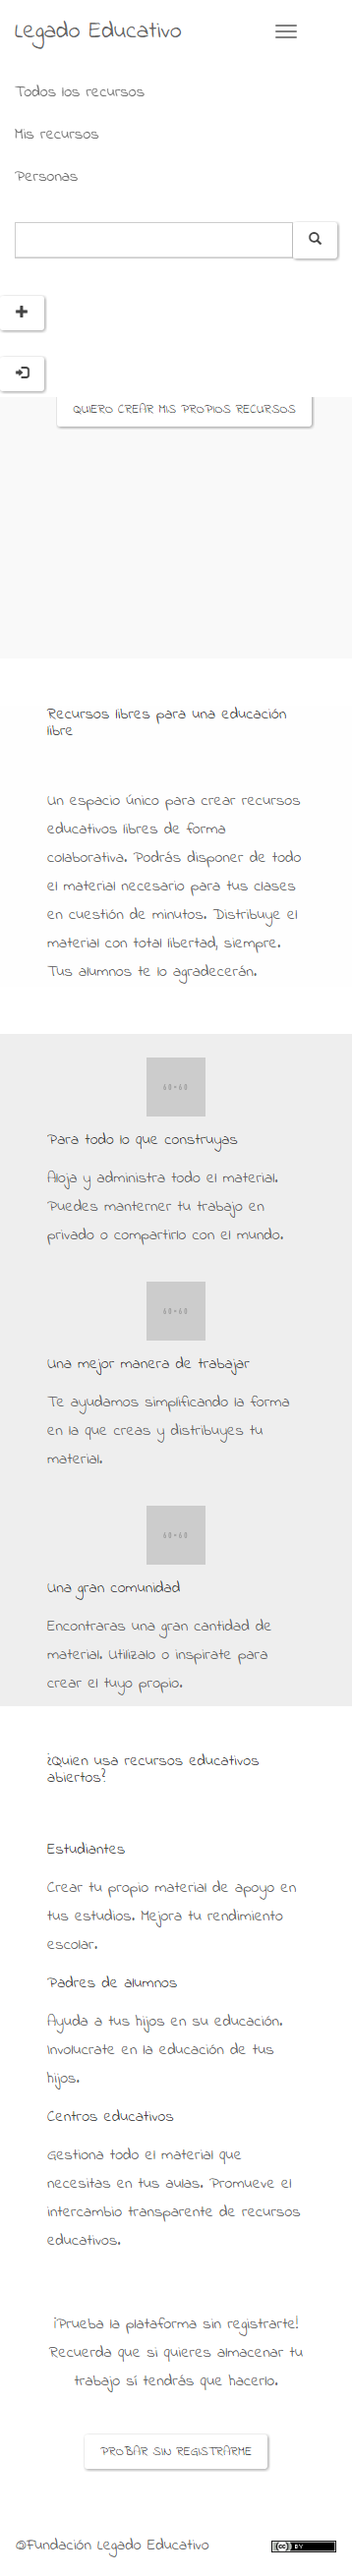 Legado Educativo
Todos los recursos
Mis recursos
Personas
QUIERO CREAR MIS PROPIOS RECURSOS
Recursos libres para una educación
libre
Un espacio único para crear recursos
educativos libres de forma
colaborativa. Podrás disponer de todo
el material necesario para tus clases
en cuestión de minutos. Distribuye el
material con total libertad, siempre.
Tus alumnos te lo agradecerán.
60×60
Para todo lo que construyas
Aloja y administra todo el material.
Puedes manterner tu trabajo en
privado o compartirlo con el mundo.
60×60
Una mejor manera de trabajar
Te ayudamos simplificando la forma
en la que creas y distribuyes tu
material.
60×60
Una gran comunidad
Encontraras una gran cantidad de
material. Utilízalo o inspirate para
crear el tuyo propio.
¿Quien usa recursos educativos
abiertos?
Estudiantes
Crear tu propio material de apoyo en
tus estudios. Mejora tu rendimiento
escolar.
Padres de alumnos
Ayuda a tus hijos en su educación.
Involucrate en la educación de tus
hijos.
Centros educativos
Gestiona todo el material que
necesitas en tus aulas. Promueve el
intercambio transparente de recursos
educativos.
¡Prueba la plataforma sin registrarte!
Recuerda que si quieres almacenar tu
trabajo sí tendrás que hacerlo.
PROBAR SIN REGISTRARME
@Fundación Legado Educativo
cc BY